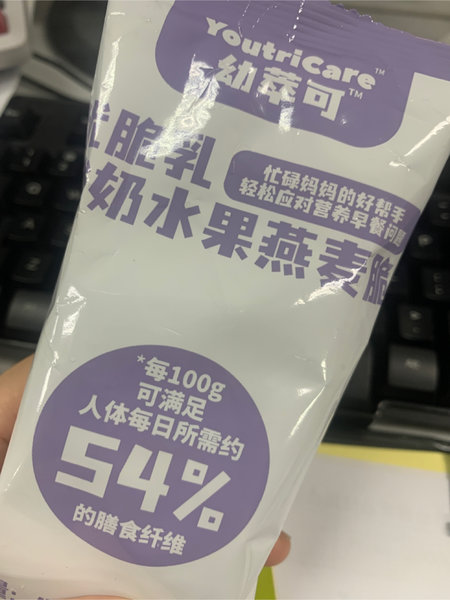 YoutriCare™
幼萃可™
脆乳
奶水果燕麦脆
忙碌妈妈的好帮手
轻松应对营养早餐问题
*每100g
可满足
人体每日所需约
54%
的膳食纤维